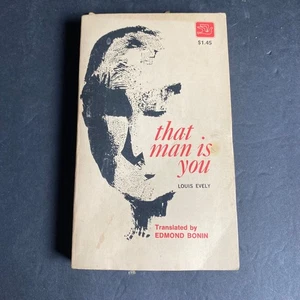 $1.45
that
man is
you
LOUIS EVELY
Translated by
EDMOND BONIN